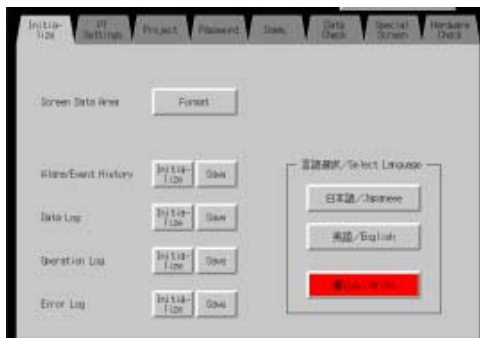 Initia-
lize
PT
Settings
Project
Password
Comm.
Data
Check
Special
Screen
Hardware
Check
Screen Data Area
Format
Alarm/Event History
Initia-
lize
Save
言語選択/Select Language
日本語/Japanese
Data Log
Initia-
lize
Save
英語/English
Operation Log
Initia-
lize
Save
Write
Error Log
Initia-
lize
Save